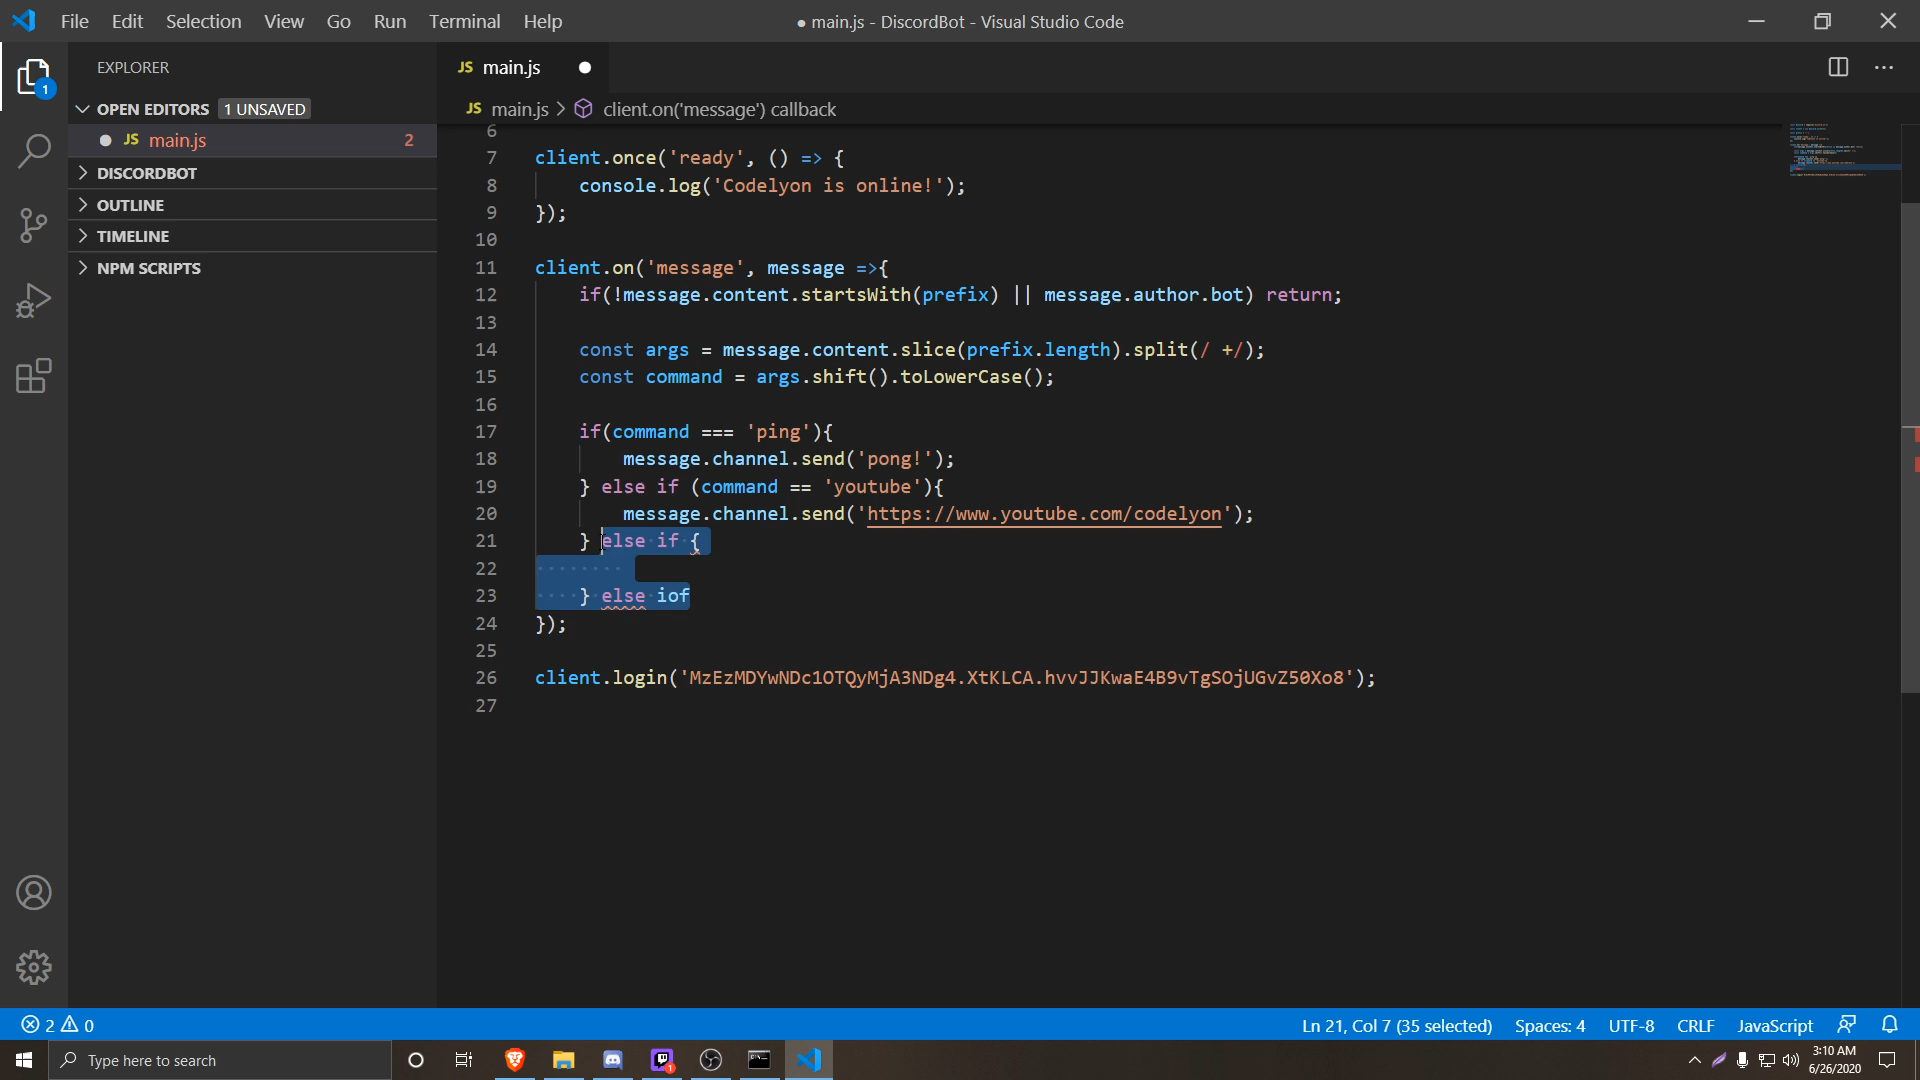 File Edit Selection View Go Run Terminal Help
● main.js - DiscordBot - Visual Studio Code
EXPLORER
OPEN EDITORS 1 UNSAVED
JS main.js 2
DISCORDBOT
OUTLINE
TIMELINE
NPM SCRIPTS
1
JS main.js
JS main.js > client.on('message') callback
6
7 client.once('ready', () => {
8 console.log('Codelyon is online!');
9 });
10
11 client.on('message', message =>{
12 if(!message.content.startsWith(prefix) || message.author.bot) return;
13
14 const args = message.content.slice(prefix.length).split(/ +/);
15 const command = args.shift().toLowerCase();
16
17 if(command === 'ping'){
18 message.channel.send('pong!');
19 } else if (command == 'youtube'){
20 message.channel.send('https://www.youtube.com/codelyon');
21 } else if {
22
23 } else iof
24 });
25
26 client.login('MzEzMDYwNDc1OTQyMjA3NDg4.XtKLCA.hvvJJKwaE4B9vTgSOjUGvZ50Xo8');
27
2 0
Ln 21, Col 7 (35 selected) Spaces: 4 UTF-8 CRLF JavaScript
Type here to search
1
3:10 AM
6/26/2020